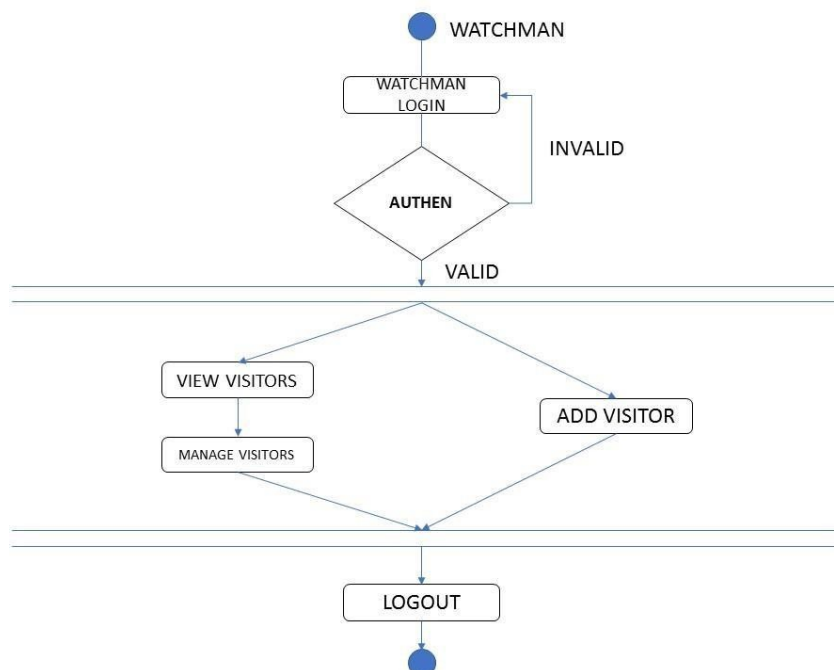 WATCHMAN
WATCHMAN
LOGIN
INVALID
AUTHEN
VALID
VIEW VISITORS
ADD VISITOR
MANAGE VISITORS
LOGOUT